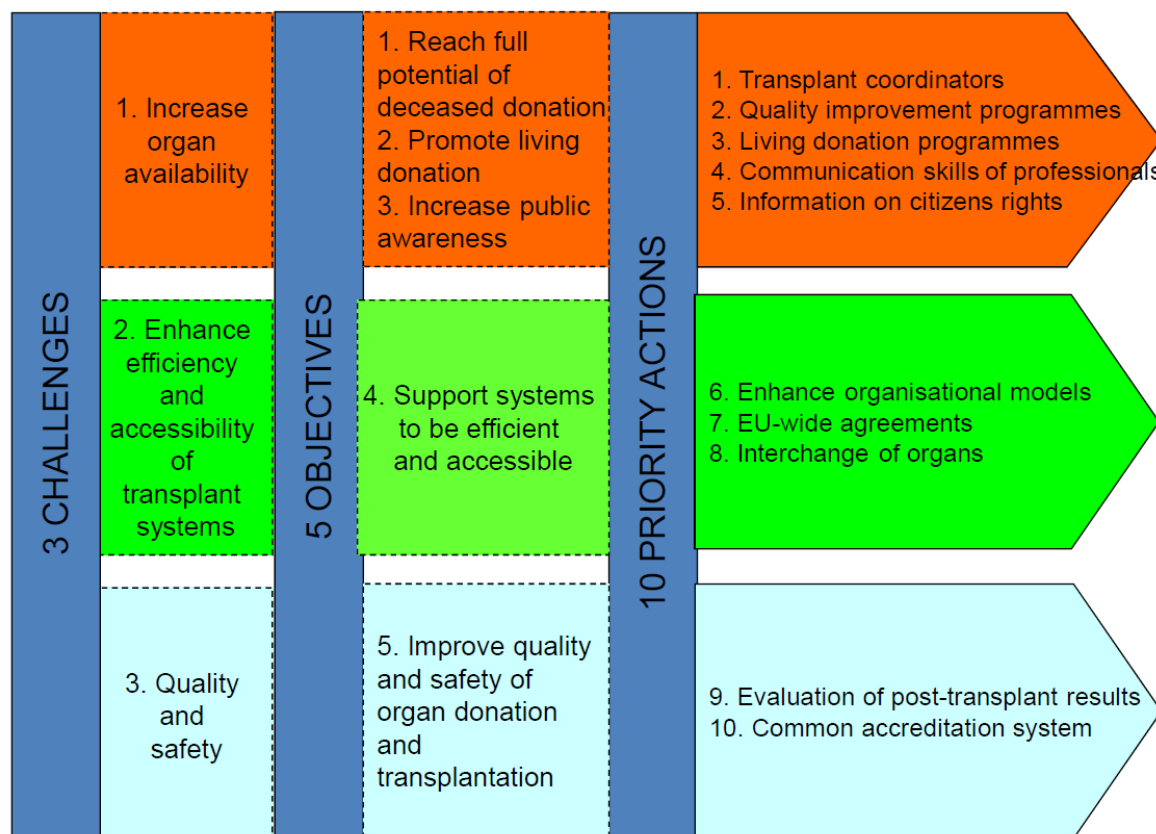 3 CHALLENGES
1. Increase
organ
availability
2. Enhance
efficiency
and
accessibility
of
transplant
systems
3. Quality
and
safety
5 OBJECTIVES
1. Reach full
potential of
deceased donation
2. Promote living
donation
3. Increase public
awareness
4. Support systems
to be efficient
and accessible
5. Improve quality
and safety of
organ donation
and
transplantation
10 PRIORITY ACTIONS
1. Transplant coordinators
2. Quality improvement programmes
3. Living donation programmes
4. Communication skills of professionals
5. Information on citizens rights
6. Enhance organisational models
7. EU-wide agreements
8. Interchange of organs
9. Evaluation of post-transplant results
10. Common accreditation system